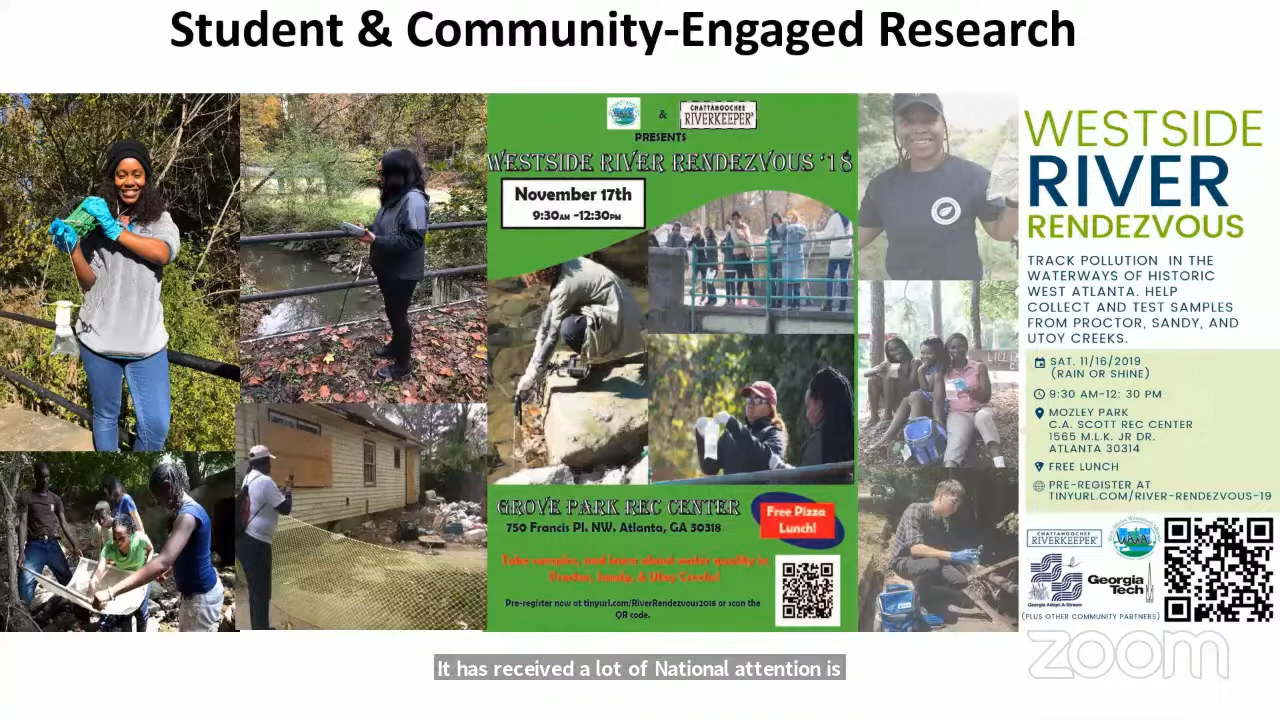 Student & Community-Engaged Research
&
CHATTAHOOCHEE
RIVERKEEPER®
PRESENTS
WESTSIDE RIVER RENDEZVOUS '18
November 17th
9:30AM -12:30PM
GROVE PARK REC CENTER
750 Francis Pl. NW. Atlanta, GA 30318
Free Pizza
Lunch!
Take samples, and learn about water quality in
Proctor, Sandy, & Utoy Creeks!
Pre-register now at tinyurl.com/RiverRendezvous2018 or scan the
QR code.
WESTSIDE
RIVER
RENDEZVOUS
TRACK POLLUTION IN THE
WATERWAYS OF HISTORIC
WEST ATLANTA. HELP
COLLECT AND TEST SAMPLES
FROM PROCTOR, SANDY, AND
UTOY CREEKS.
SAT. 11/16/2019
(RAIN OR SHINE)
9:30 AM-12: 30 PM
MOZLEY PARK
C.A. SCOTT REC CENTER
1565 M.L.K. JR DR.
ATLANTA 30314
FREE LUNCH
PRE-REGISTER AT
TINYURL.COM/RIVER-RENDEZVOUS-19
CHATTAHOOCHEE
RIVERKEEPER®
WAWA
Georgia Adopt-A-Stream
Georgia
Tech
(PLUS OTHER COMMUNITY PARTNERS)
zoom
It has received a lot of National attention is